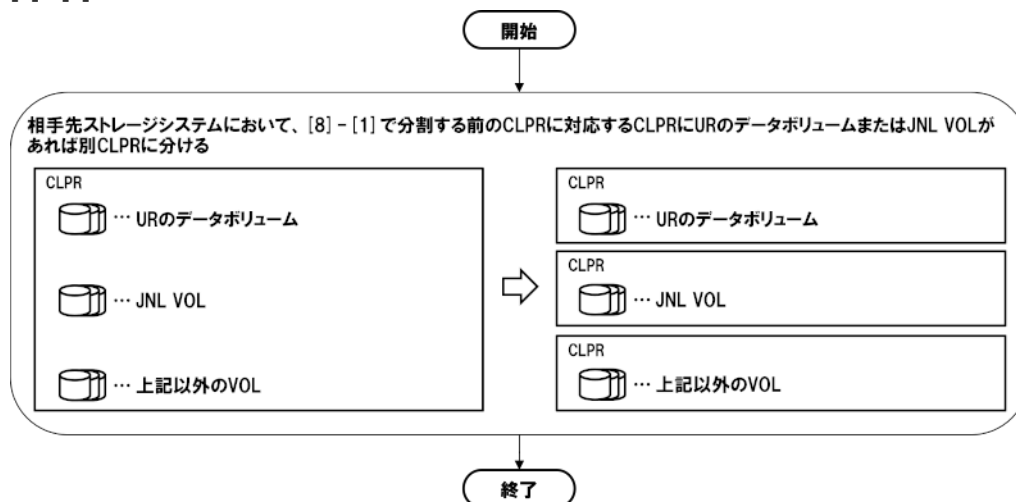 開始
相手先ストレージシステムにおいて、[8]-[1]で分割する前のCLPRに対応するCLPRにURのデータボリュームまたはJNL VOLが
あれば別CLPRに分ける
CLPR
… URのデータボリューム
… JNL VOL
… 上記以外のVOL
CLPR
… URのデータボリューム
CLPR
… JNL VOL
CLPR
… 上記以外のVOL
終了